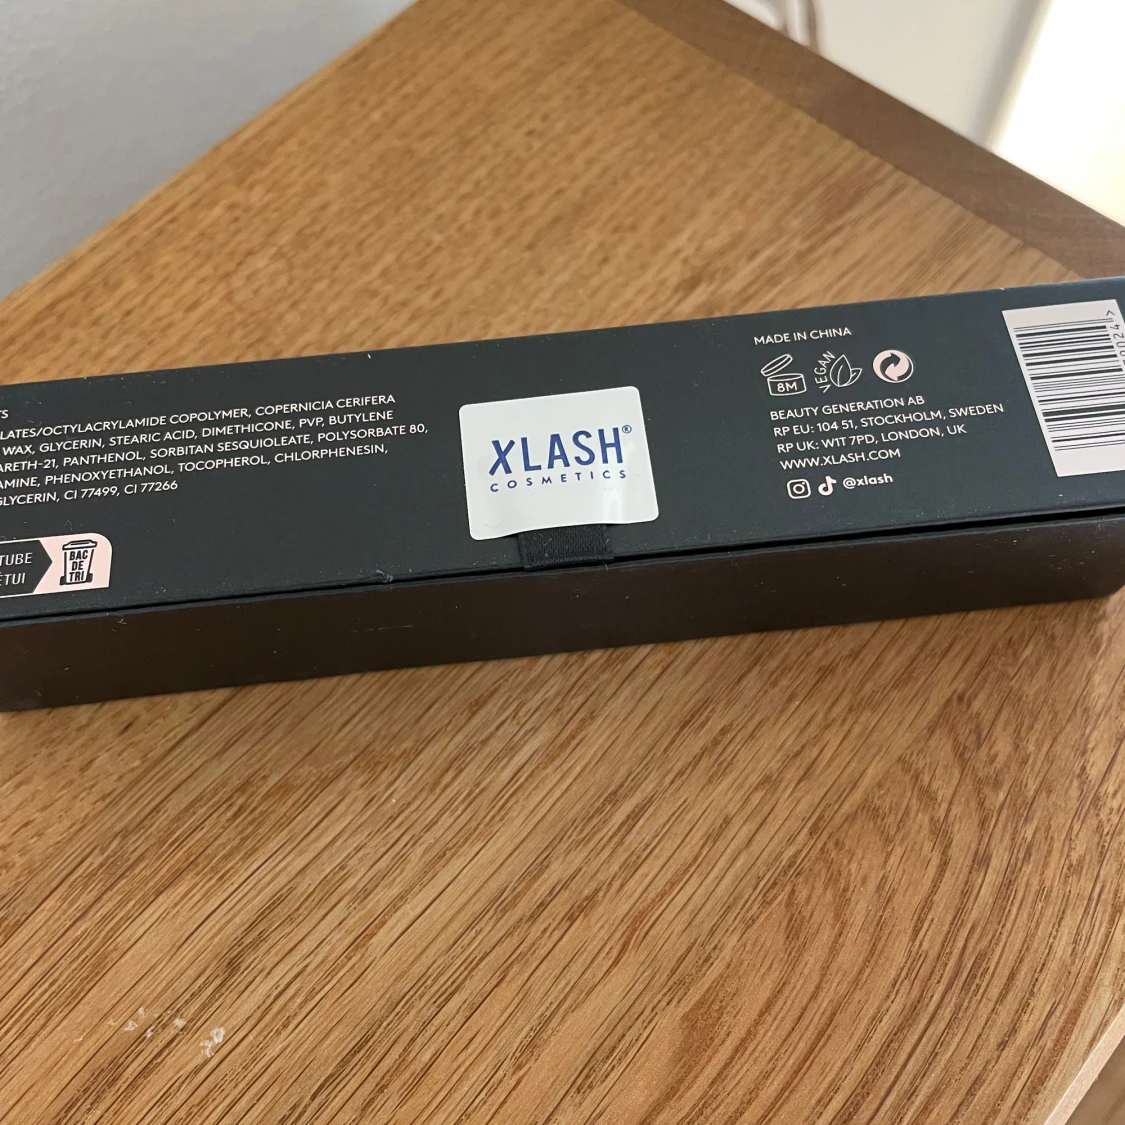 LATES/OCTYLACRYLAMIDE COPOLYMER, COPERNICIA CERIFERA
WAX, GLYCERIN, STEARIC ACID, DIMETHICONE, PVP, BUTYLENE
ARETH-21, PANTHENOL, SORBITAN SESQUIOLEATE, POLYSORBATE 80,
AMINE, PHENOXYETHANOL, TOCOPHEROL, CHLORPHENESIN,
GLYCERIN, CI 77499, CI 77266
TUBE
ÉTUI
BAC
DE
TRI
XLASH®
COSMETICS
MADE IN CHINA
8M
VEGAN
BEAUTY GENERATION AB
RP EU: 104 51, STOCKHOLM, SWEDEN
RP UK: W1T 7PD, LONDON, UK
WWW.XLASH.COM
@xlash